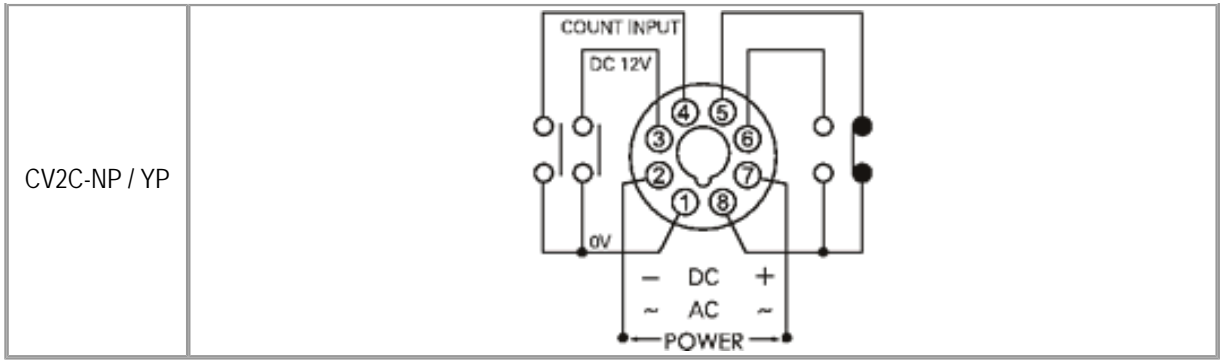 CV2C-NP / YP
COUNT INPUT
DC 12V
4 5
3 6
2 7
1 8
0V
− DC +
~ AC ~
POWER